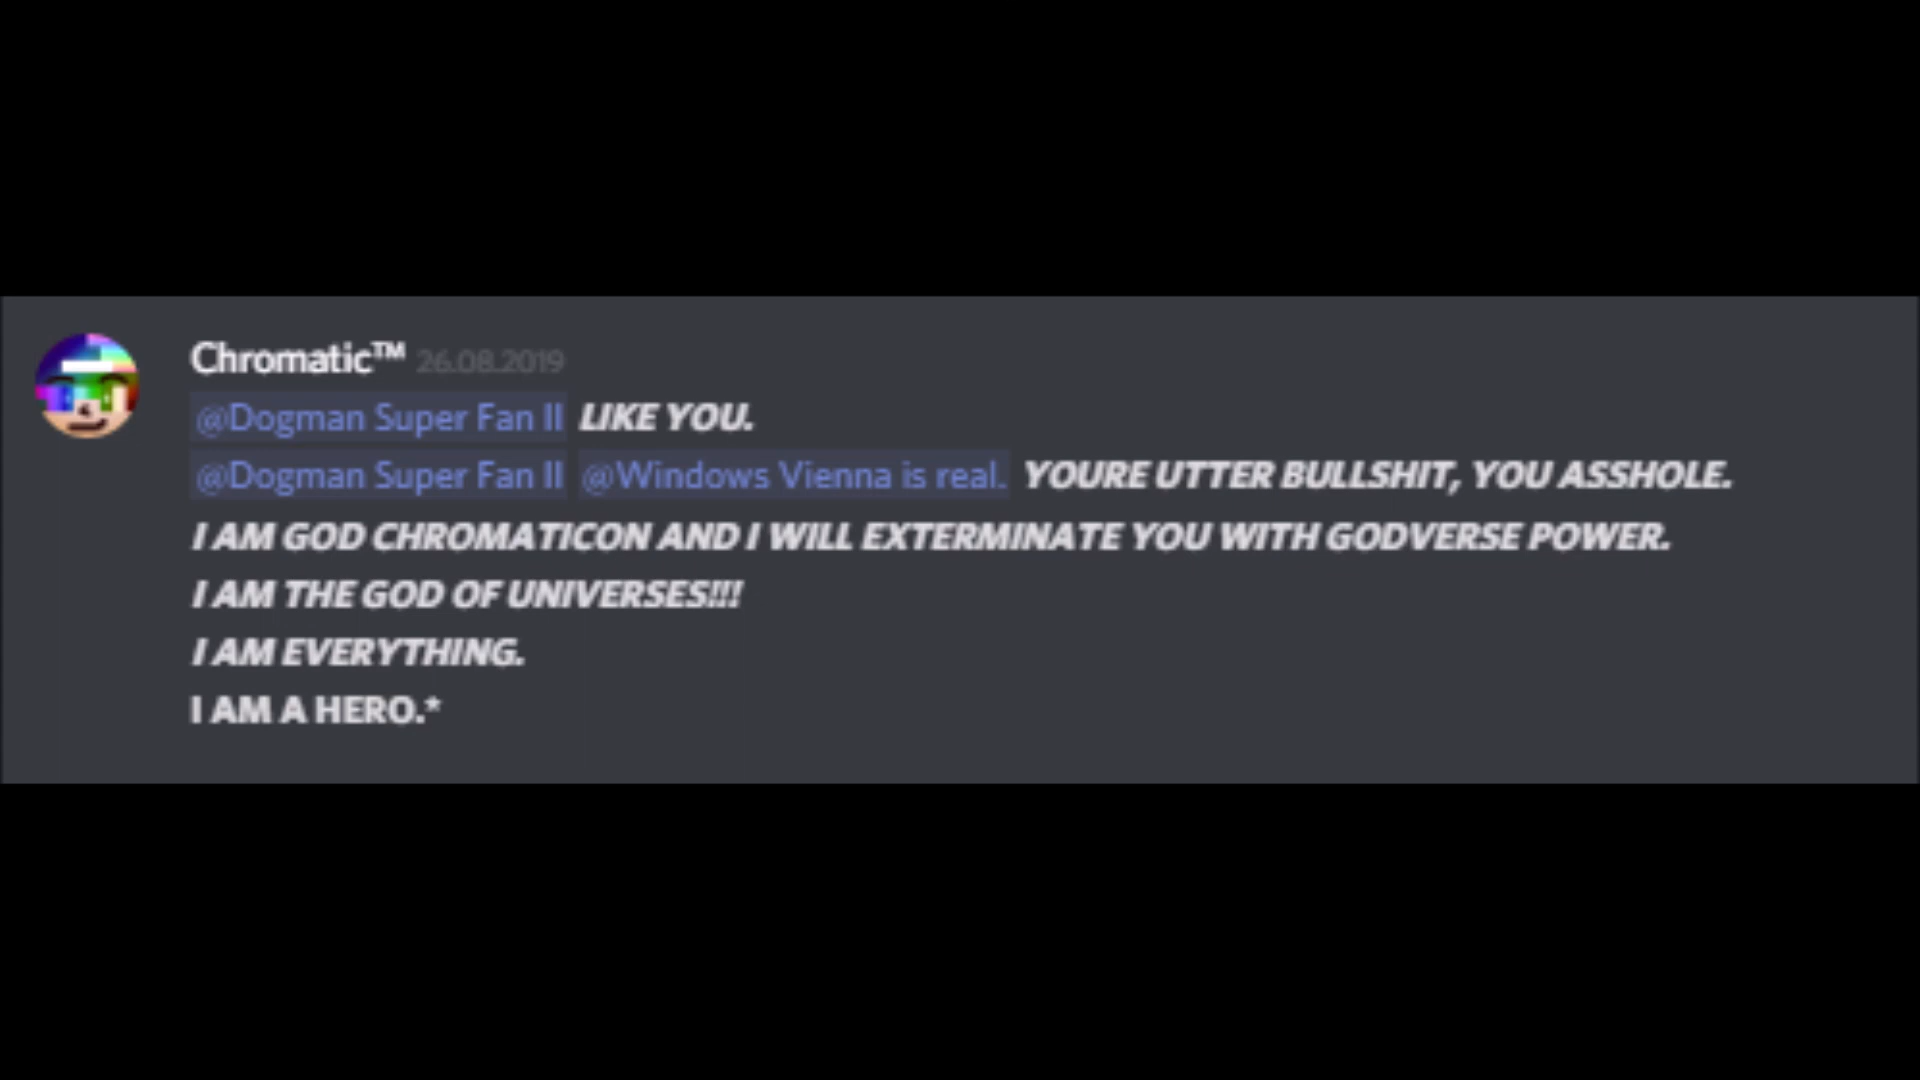 Chromatic™ 26.08.2019
@Dogman Super Fan II LIKE YOU.
@Dogman Super Fan II @Windows Vienna is real. YOURE UTTER BULLSHIT, YOU ASSHOLE.
I AM GOD CHROMATICON AND I WILL EXTERMINATE YOU WITH GODVERSE POWER.
I AM THE GOD OF UNIVERSES!!!
I AM EVERYTHING.
I AM A HERO.*